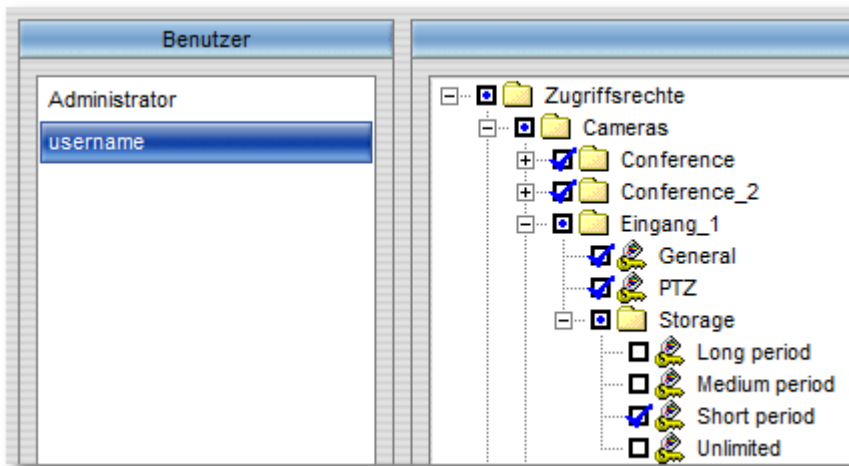 Benutzer
Administrator
username
Zugriffsrechte
Cameras
Conference
Conference_2
Eingang_1
General
PTZ
Storage
Long period
Medium period
Short period
Unlimited